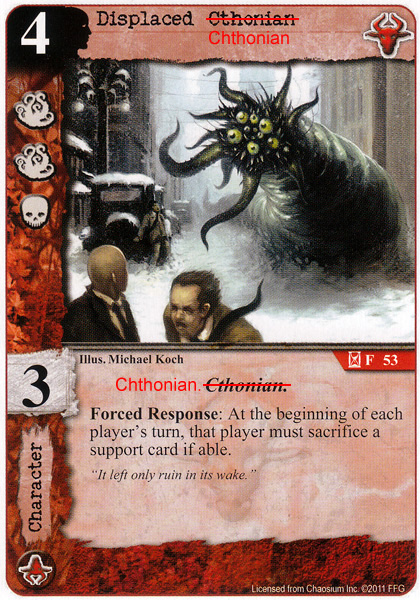 4
Displaced Cthonian
Chthonian
Illus. Michael Koch
F 53
3
Chthonian. Cthonian.
Forced Response: At the beginning of each
player's turn, that player must sacrifice a
support card if able.
"It left only ruin in its wake."
Character
Licensed from Chaosium Inc. ©2011 FFG